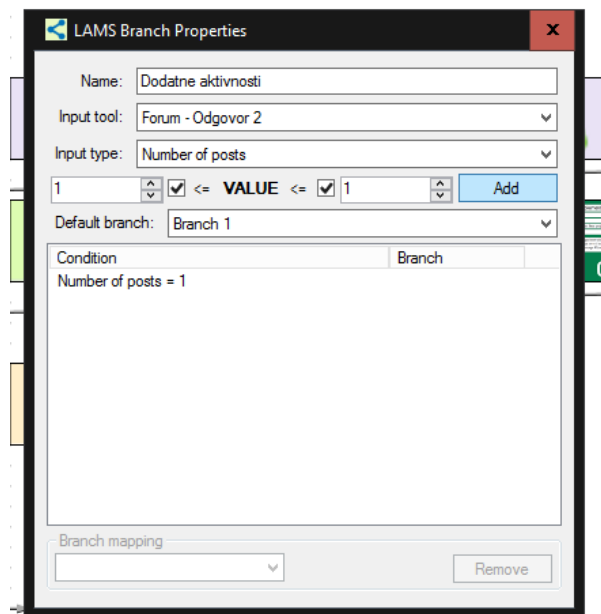 LAMS Branch Properties x
Name: Dodatne aktivnosti
Input tool: Forum - Odgovor 2
Input type: Number of posts
1 <= VALUE <= 1 Add
Default branch: Branch 1
Condition Branch
Number of posts = 1
Branch mapping
Remove